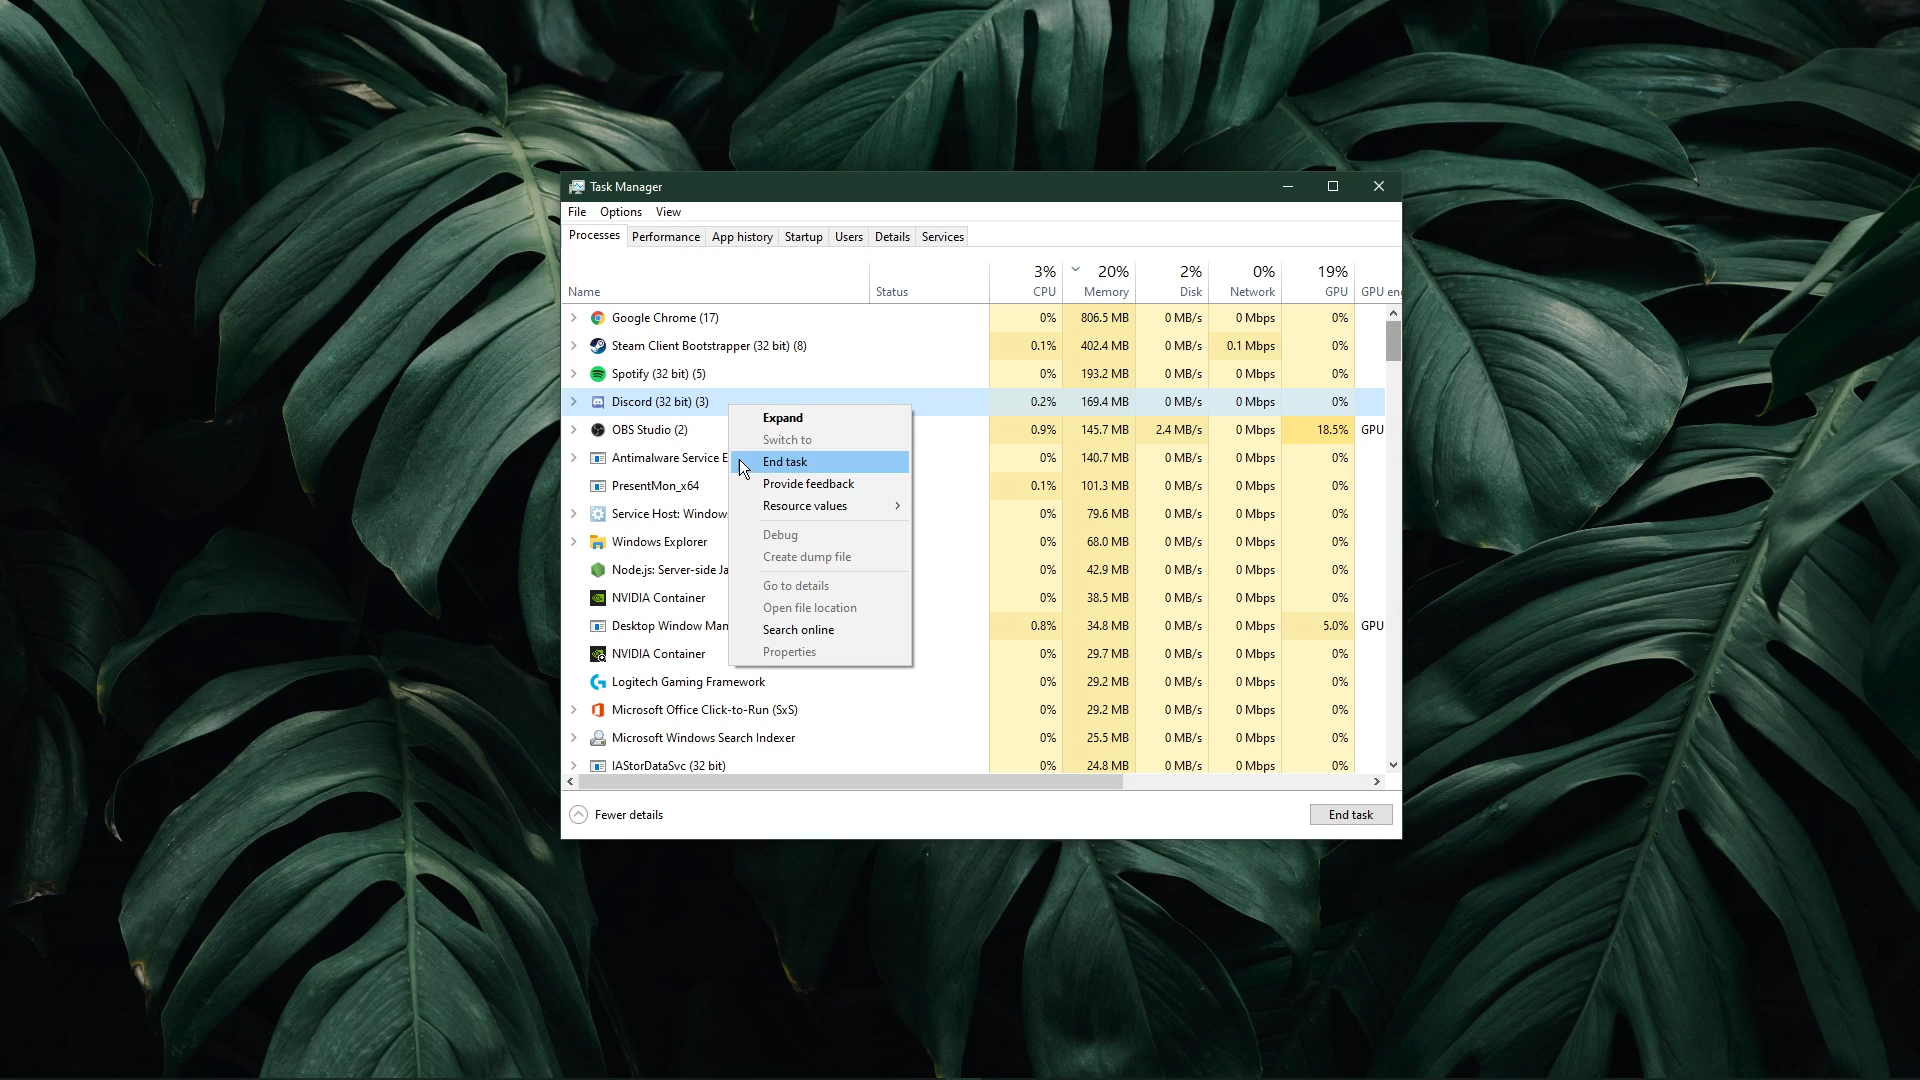 Task Manager
File Options View
Processes Performance App history Startup Users Details Services
3% 20% 2% 0% 19%
Name Status CPU Memory Disk Network GPU GPU en
Google Chrome (17) 0% 806.5 MB 0 MB/s 0 Mbps 0%
Steam Client Bootstrapper (32 bit) (8) 0.1% 402.4 MB 0 MB/s 0.1 Mbps 0%
Spotify (32 bit) (5) 0% 193.2 MB 0 MB/s 0 Mbps 0%
Discord (32 bit) (3) 0.2% 169.4 MB 0 MB/s 0 Mbps 0%
OBS Studio (2) 0.9% 145.7 MB 2.4 MB/s 0 Mbps 18.5% GPU
Antimalware Service E 0% 140.7 MB 0 MB/s 0 Mbps 0%
PresentMon_x64 0.1% 101.3 MB 0 MB/s 0 Mbps 0%
Service Host: Window 0% 79.6 MB 0 MB/s 0 Mbps 0%
Windows Explorer 0% 68.0 MB 0 MB/s 0 Mbps 0%
Node.js: Server-side Ja 0% 42.9 MB 0 MB/s 0 Mbps 0%
NVIDIA Container 0% 38.5 MB 0 MB/s 0 Mbps 0%
Desktop Window Man 0.8% 34.8 MB 0 MB/s 0 Mbps 5.0% GPU
NVIDIA Container 0% 29.7 MB 0 MB/s 0 Mbps 0%
Logitech Gaming Framework 0% 29.2 MB 0 MB/s 0 Mbps 0%
Microsoft Office Click-to-Run (SxS) 0% 29.2 MB 0 MB/s 0 Mbps 0%
Microsoft Windows Search Indexer 0% 25.5 MB 0 MB/s 0 Mbps 0%
IAStorDataSvc (32 bit) 0% 24.8 MB 0 MB/s 0 Mbps 0%
Expand
Switch to
End task
Provide feedback
Resource values
Debug
Create dump file
Go to details
Open file location
Search online
Properties
Fewer details
End task